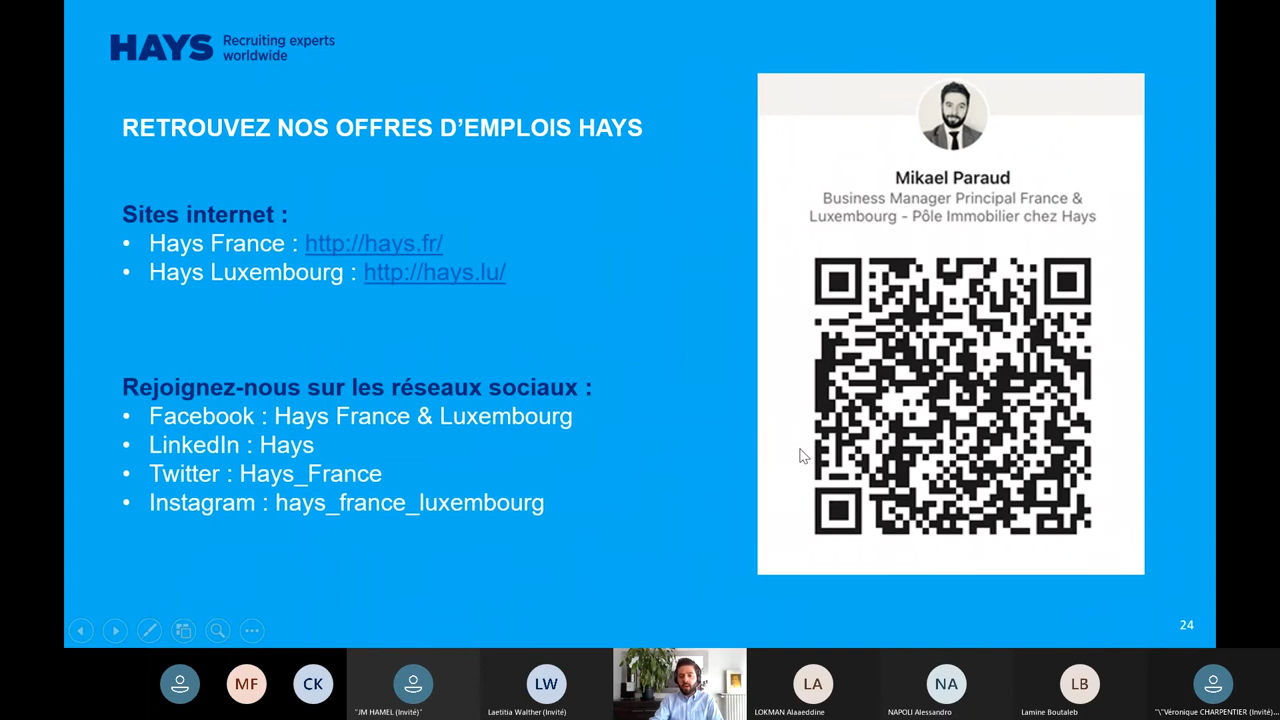 HAYS Recruiting experts
worldwide
RETROUVEZ NOS OFFRES D’EMPLOIS HAYS
Sites internet :
• Hays France : http://hays.fr/
• Hays Luxembourg : http://hays.lu/
Rejoignez-nous sur les réseaux sociaux :
• Facebook : Hays France & Luxembourg
• LinkedIn : Hays
• Twitter : Hays_France
• Instagram : hays_france_luxembourg
Mikael Paraud
Business Manager Principal France &
Luxembourg - Pôle Immobilier chez Hays
24
MF
CK
"JM HAMEL (Invité)"
LW
Laetitia Walther (Invité)
LA
LOKMAN Alaaeddine
NA
NAPOLI Alessandro
LB
Lamine Boutaleb
"\"Véronique CHARPENTIER (Invité)...